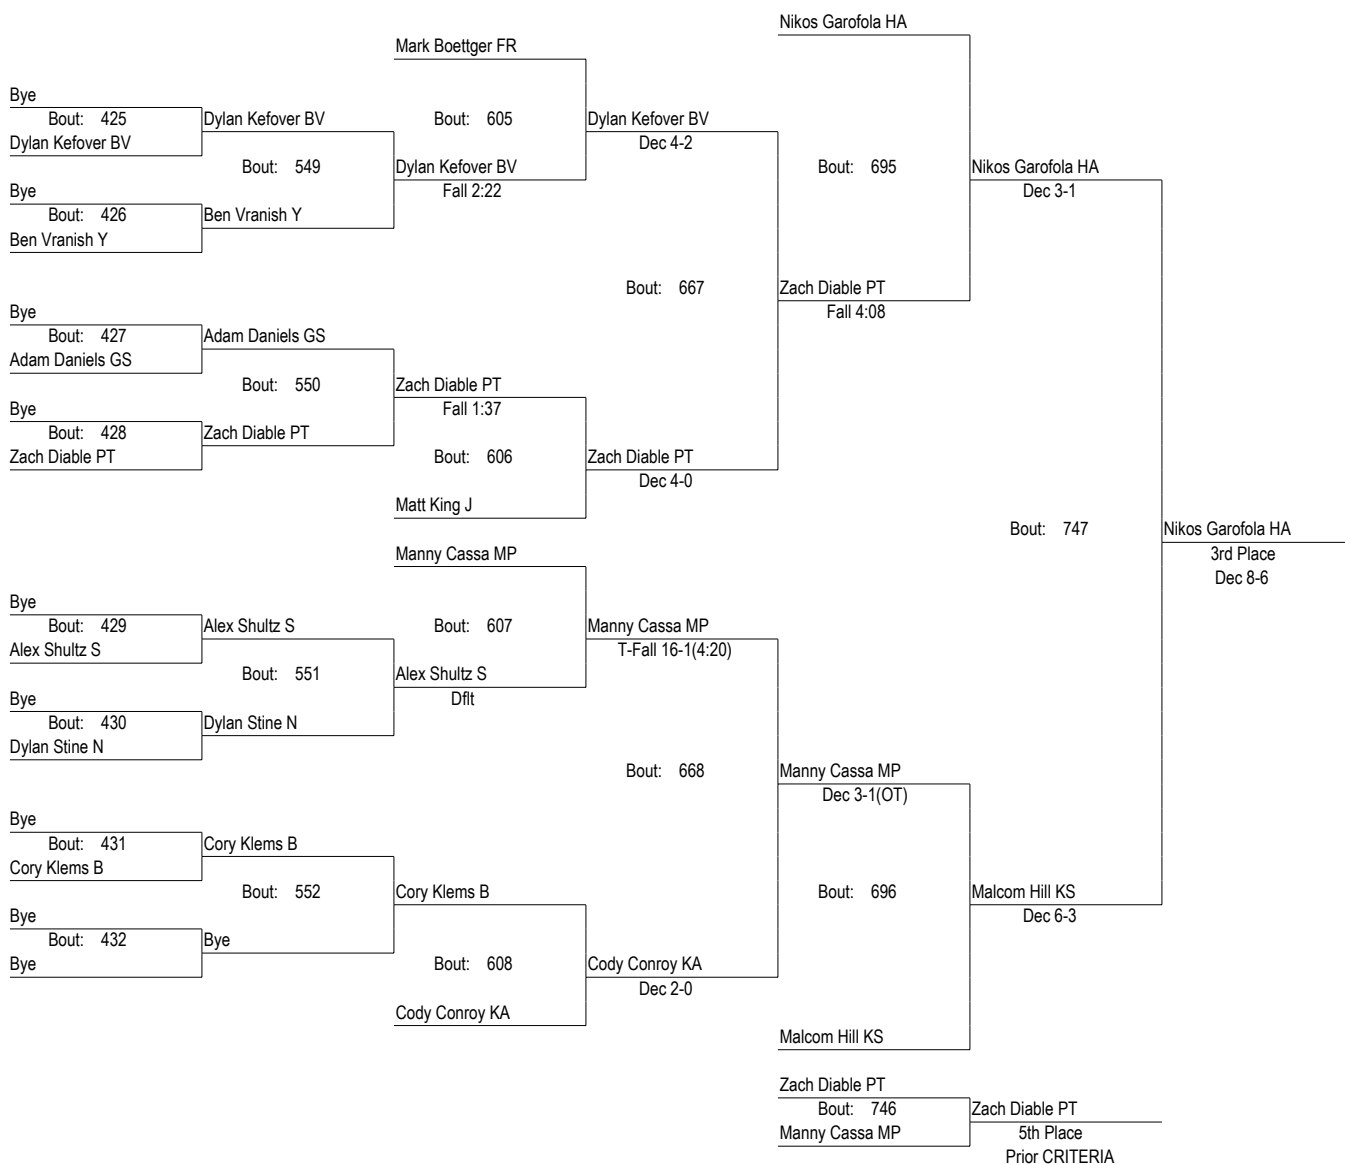 Nikos Garofola HA
Mark Boettger FR
Bye
Bout: 425
Dylan Kefover BV
Dylan Kefover BV
Bout: 605
Dylan Kefover BV
Dec 4-2
Bout: 549
Dylan Kefover BV
Fall 2:22
Bout: 695
Nikos Garofola HA
Dec 3-1
Bye
Bout: 426
Ben Vranish Y
Ben Vranish Y
Bout: 667
Zach Diable PT
Fall 4:08
Bye
Bout: 427
Adam Daniels GS
Adam Daniels GS
Bout: 550
Zach Diable PT
Fall 1:37
Bye
Bout: 428
Zach Diable PT
Zach Diable PT
Bout: 606
Zach Diable PT
Dec 4-0
Matt King J
Bout: 747
Nikos Garofola HA
3rd Place
Dec 8-6
Manny Cassa MP
Bye
Bout: 429
Alex Shultz S
Alex Shultz S
Bout: 607
Manny Cassa MP
T-Fall 16-1(4:20)
Bout: 551
Alex Shultz S
Dflt
Bye
Bout: 430
Dylan Stine N
Dylan Stine N
Bout: 668
Manny Cassa MP
Dec 3-1(OT)
Bye
Bout: 431
Cory Klems B
Cory Klems B
Bout: 552
Cory Klems B
Bout: 696
Malcom Hill KS
Dec 6-3
Bye
Bout: 432
Bye
Bye
Bout: 608
Cody Conroy KA
Dec 2-0
Cody Conroy KA
Malcom Hill KS
Zach Diable PT
Bout: 746
Manny Cassa MP
Zach Diable PT
5th Place
Prior CRITERIA